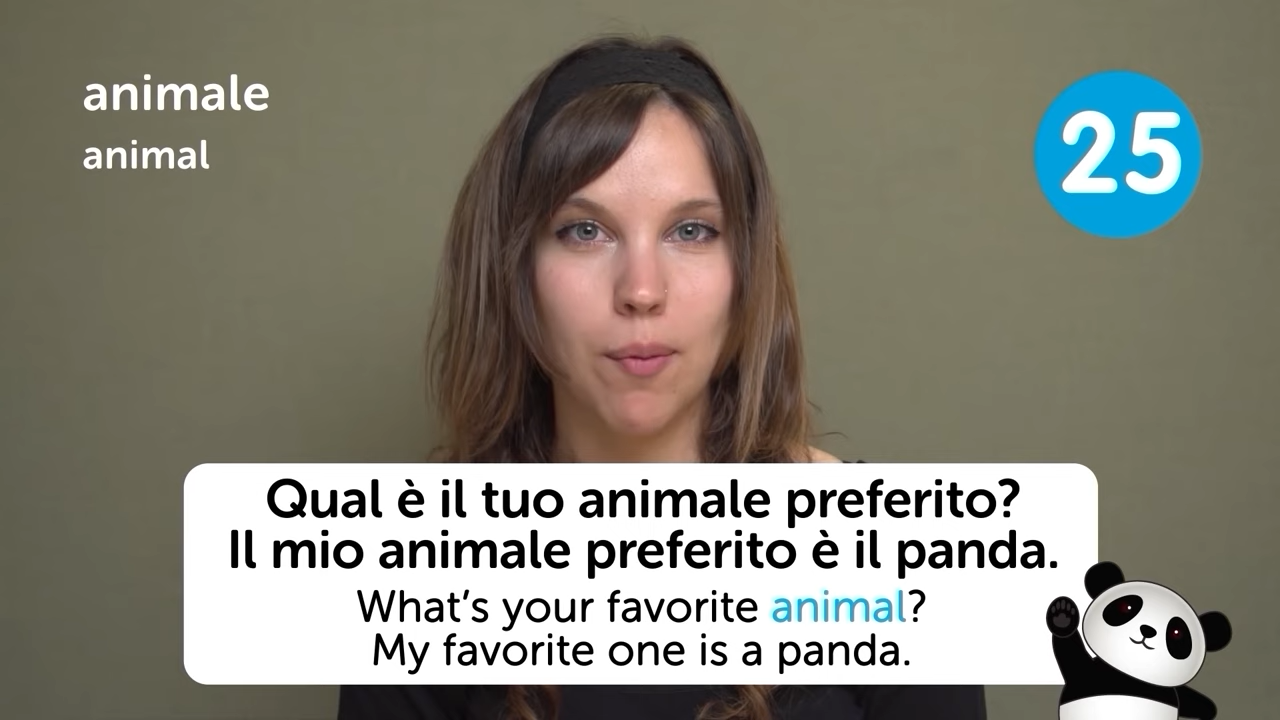 animale
animal
25
Qual è il tuo animale preferito?
Il mio animale preferito è il panda.
What's your favorite animal?
My favorite one is a panda.